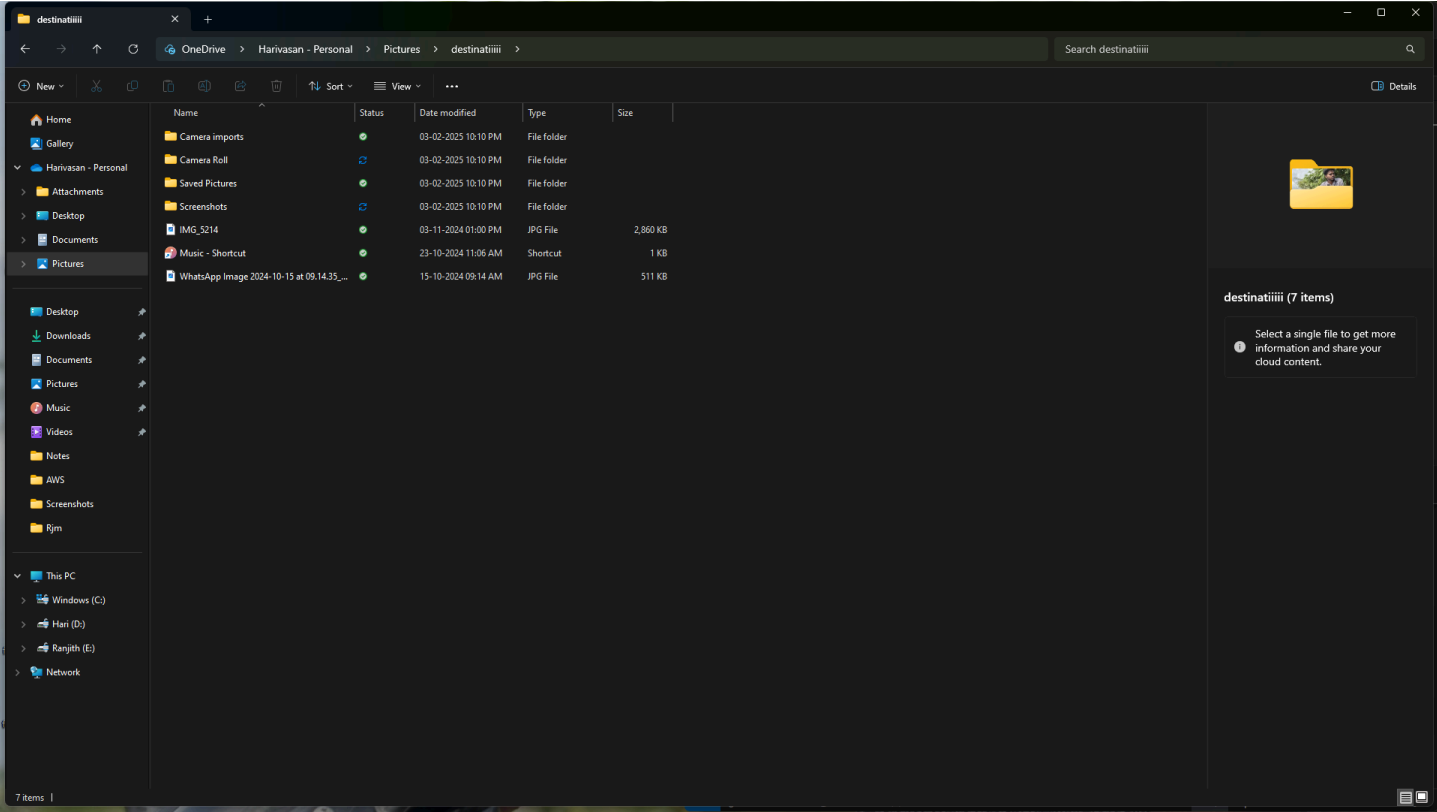 destinatiiiii
OneDrive > Harivasan - Personal > Pictures > destinatiiiii >
Search destinatiiiii
New
Sort
View
Details
Home
Gallery
Harivasan - Personal
Attachments
Desktop
Documents
Pictures
Desktop
Downloads
Documents
Pictures
Music
Videos
Notes
AWS
Screenshots
Rjm
This PC
Windows (C:)
Hari (D:)
Ranjith (E:)
Network
Name Status Date modified Type Size
Camera imports 03-02-2025 10:10 PM File folder
Camera Roll 03-02-2025 10:10 PM File folder
Saved Pictures 03-02-2025 10:10 PM File folder
Screenshots 03-02-2025 10:10 PM File folder
IMG_5214 03-11-2024 01:00 PM JPG File 2,860 KB
Music - Shortcut 23-10-2024 11:06 AM Shortcut 1 KB
WhatsApp Image 2024-10-15 at 09.14.35_... 15-10-2024 09:14 AM JPG File 511 KB
destinatiiiii (7 items)
Select a single file to get more
information and share your
cloud content.
7 items